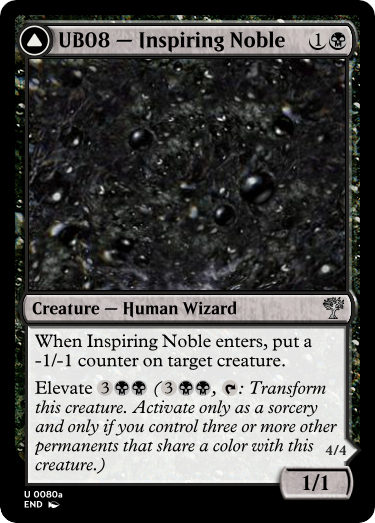 UB08 — Inspiring Noble 1
Creature — Human Wizard
When Inspiring Noble enters, put a
-1/-1 counter on target creature.
Elevate 3 (3, : Transform
this creature. Activate only as a sorcery
and only if you control three or more other
permanents that share a color with this
creature.)
4/4
1/1
U 0080a
END